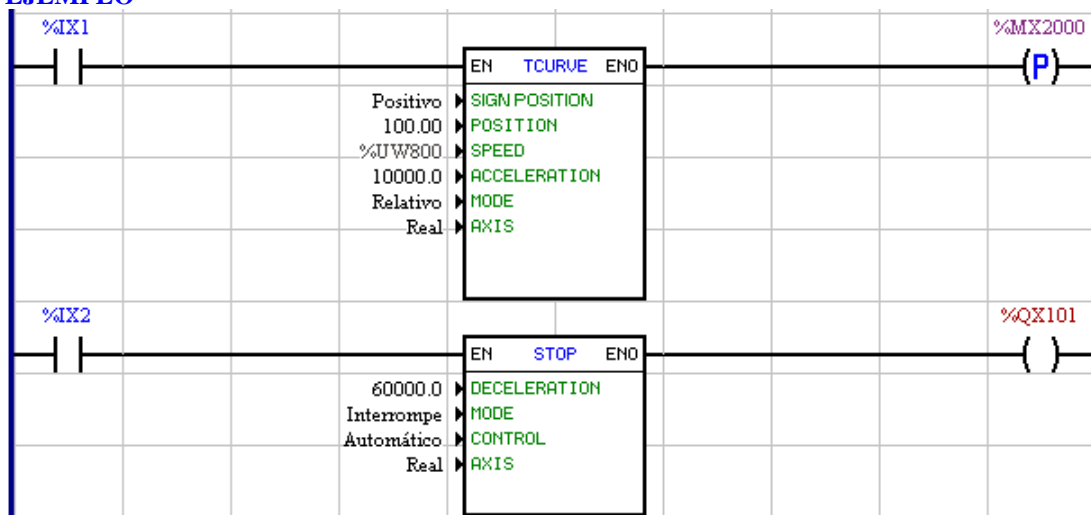 EJEMPLO
%IX1 %MX2000
EN TCURVE ENO (P)
Positivo SIGN POSITION
100.00 POSITION
%UW800 SPEED
10000.0 ACCELERATION
Relativo MODE
Real AXIS
%IX2 %QX101
EN STOP ENO
60000.0 DECELERATION
Interrompe MODE
Automático CONTROL
Real AXIS